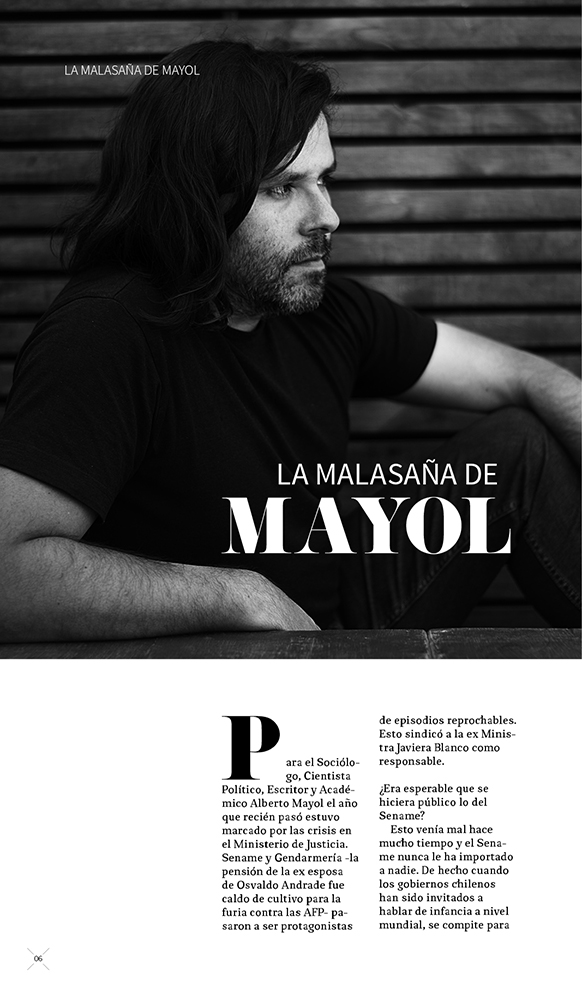 LA MALASAÑA DE MAYOL
LA MALASAÑA DE
MAYOL
Para el Sociólo-
go, Cientista
Político, Escritor y Acadé-
mico Alberto Mayol el año
que recién pasó estuvo
marcado por las crisis en
el Ministerio de Justicia.
Sename y Gendarmería -la
pensión de la ex esposa
de Osvaldo Andrade fue
caldo de cultivo para la
furia contra las AFP- pa-
saron a ser protagonistas
de episodios reprochables.
Esto sindicó a la ex Minis-
tra Javiera Blanco como
responsable.
¿Era esperable que se
hiciera público lo del
Sename?
Esto venía mal hace
mucho tiempo y el Sena-
me nunca le ha importado
a nadie. De hecho cuando
los gobiernos chilenos
han sido invitados a
hablar de infancia a nivel
mundial, se compite para
06